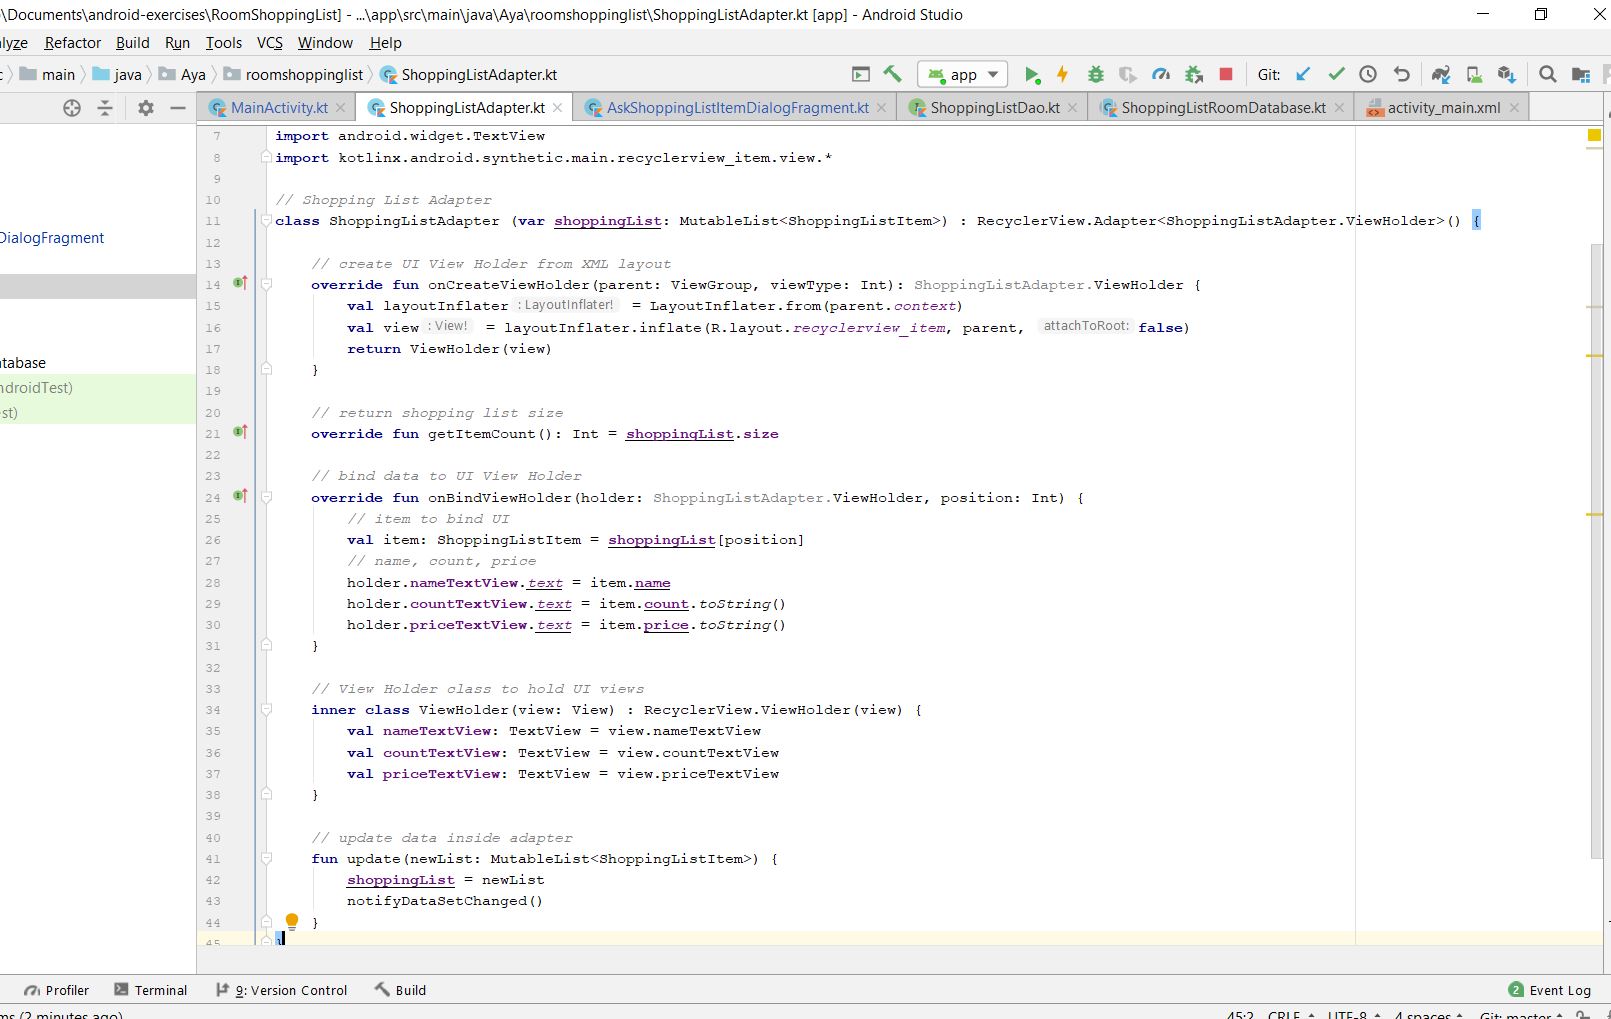 \Documents\android-exercises\RoomShoppingList] - ...\app\src\main\java\Aya\roomshoppinglist\ShoppingListAdapter.kt [app] - Android Studio
lyze Refactor Build Run Tools VCS Window Help
main java Aya roomshoppinglist ShoppingListAdapter.kt app Git:
MainActivity.kt ShoppingListAdapter.kt AskShoppingListItemDialogFragment.kt ShoppingListDao.kt ShoppingListRoomDatabase.kt activity_main.xml
DialogFragment
tabase
ndroidTest)
st)
7 import android.widget.TextView
8 import kotlinx.android.synthetic.main.recyclerview_item.view.*
9
10 // Shopping List Adapter
11 class ShoppingListAdapter (var shoppingList: MutableList<ShoppingListItem>) : RecyclerView.Adapter<ShoppingListAdapter.ViewHolder>() {
12
13 // create UI View Holder from XML layout
14 override fun onCreateViewHolder(parent: ViewGroup, viewType: Int): ShoppingListAdapter.ViewHolder {
15 val layoutInflater : LayoutInflater! = LayoutInflater.from(parent.context)
16 val view : View! = layoutInflater.inflate(R.layout.recyclerview_item, parent, attachToRoot: false)
17 return ViewHolder(view)
18 }
19
20 // return shopping list size
21 override fun getItemCount(): Int = shoppingList.size
22
23 // bind data to UI View Holder
24 override fun onBindViewHolder(holder: ShoppingListAdapter.ViewHolder, position: Int) {
25 // item to bind UI
26 val item: ShoppingListItem = shoppingList[position]
27 // name, count, price
28 holder.nameTextView.text = item.name
29 holder.countTextView.text = item.count.toString()
30 holder.priceTextView.text = item.price.toString()
31 }
32
33 // View Holder class to hold UI views
34 inner class ViewHolder(view: View) : RecyclerView.ViewHolder(view) {
35 val nameTextView: TextView = view.nameTextView
36 val countTextView: TextView = view.countTextView
37 val priceTextView: TextView = view.priceTextView
38 }
39
40 // update data inside adapter
41 fun update(newList: MutableList<ShoppingListItem>) {
42 shoppingList = newList
43 notifyDataSetChanged()
44 }
45 }
Profiler Terminal 9: Version Control Build 2 Event Log
ms (2 minutes ago) 45:2 CRLF UTF-8 4 spaces Git: master